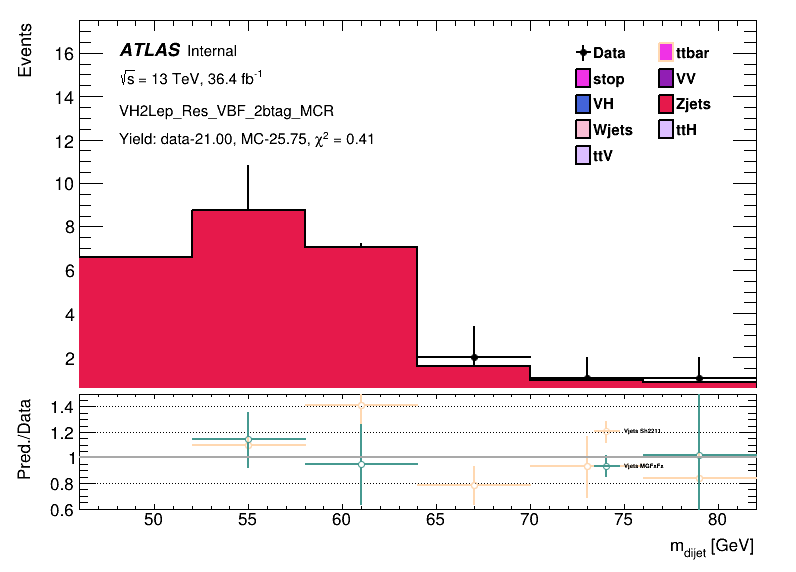 Events
ATLAS Internal
√s = 13 TeV, 36.4 fb⁻¹
VH2Lep_Res_VBF_2btag_MCR
Yield: data-21.00, MC-25.75, χ² = 0.41
Data
ttbar
stop
VV
VH
Zjets
Wjets
ttH
ttV
16
14
12
10
8
6
4
2
Pred./Data
1.4
1.2
1
0.8
0.6
Vjets Sh2211
Vjets MGFxFx
50 55 60 65 70 75 80
m_dijet [GeV]